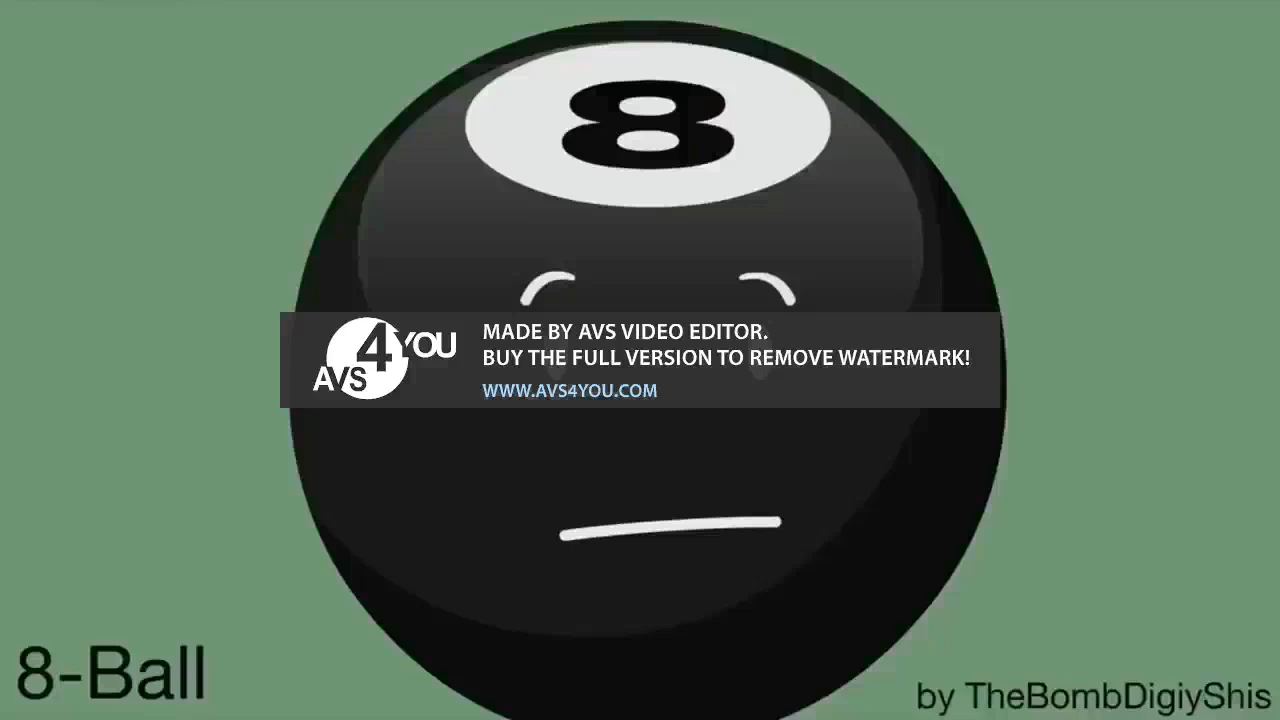 8
AVS4YOU
MADE BY AVS VIDEO EDITOR.
BUY THE FULL VERSION TO REMOVE WATERMARK!
WWW.AVS4YOU.COM
8-Ball
by TheBombDigiyShis